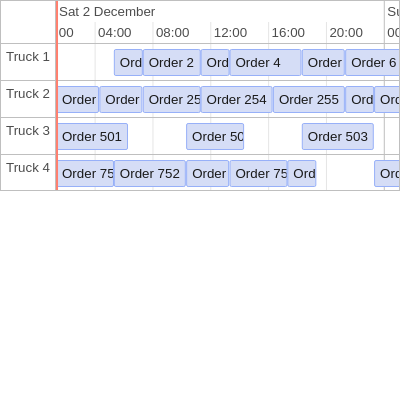 Sat 2 December Su
00 04:00 08:00 12:00 16:00 20:00 00
Truck 1 Ord Order 2 Ord Order 4 Order Order 6
Truck 2 Order Order Order 25 Order 254 Order 255 Ord Ord
Truck 3 Order 501 Order 50 Order 503
Truck 4 Order 75 Order 752 Order Order 75 Ord Ord